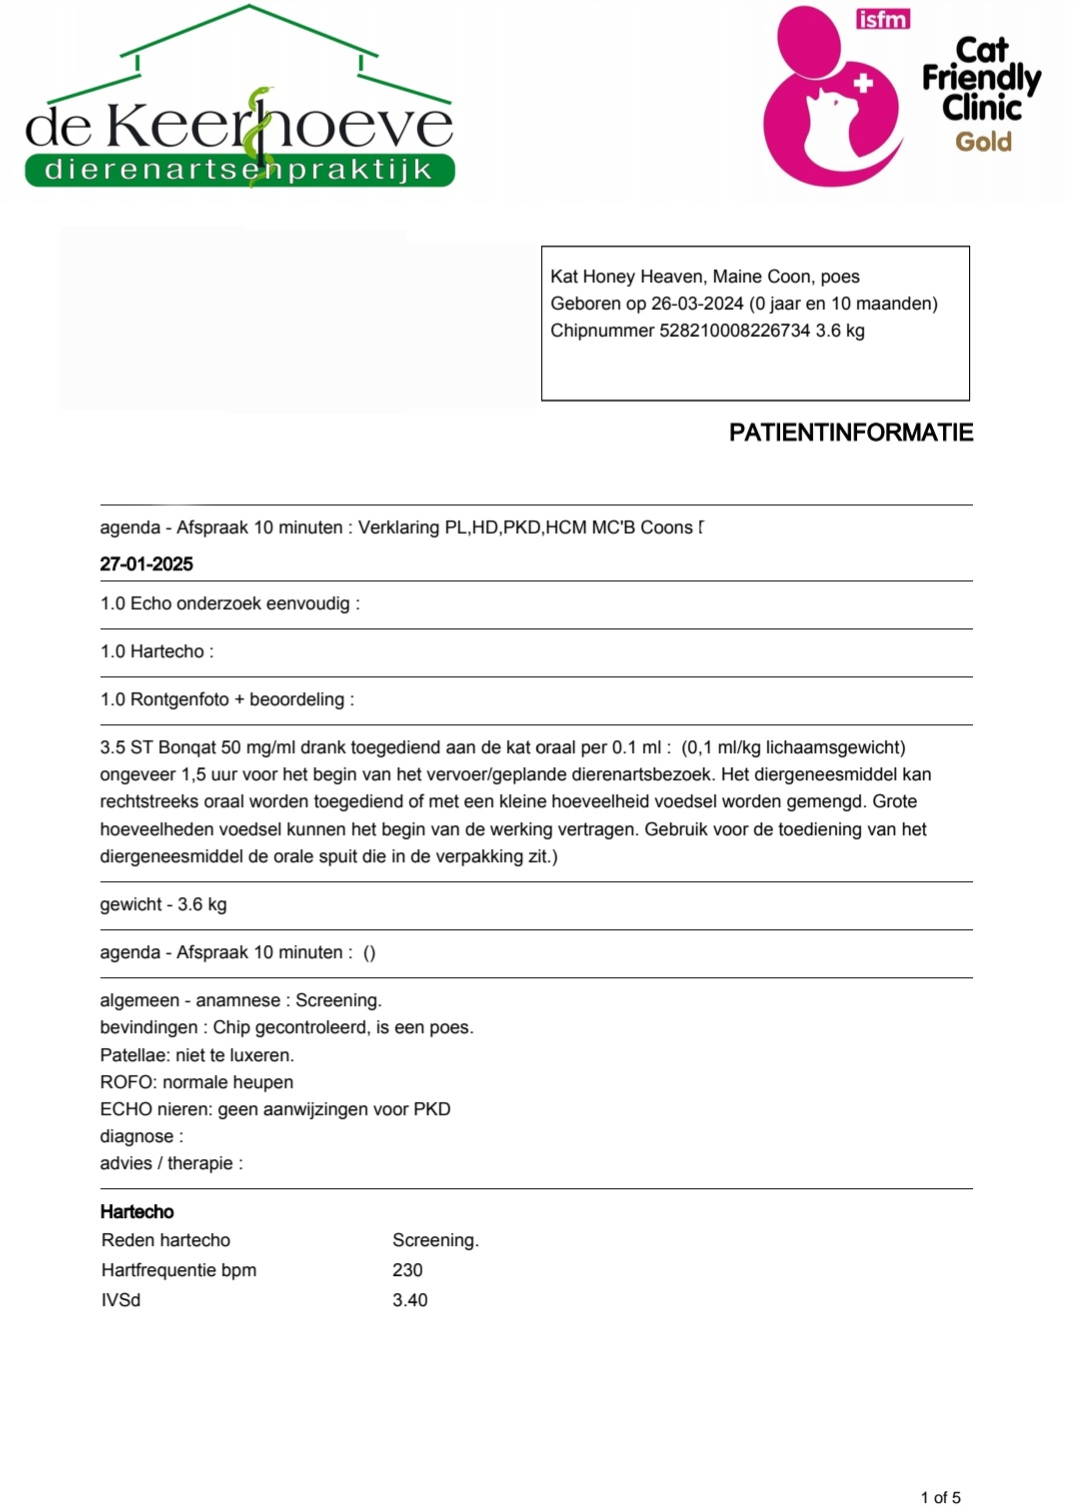 de Keerhoeve
dierenartsenpraktijk
isfm
Cat
Friendly
Clinic
Gold
Kat Honey Heaven, Maine Coon, poes
Geboren op 26-03-2024 (0 jaar en 10 maanden)
Chipnummer 528210008226734 3.6 kg
PATIENTINFORMATIE
agenda - Afspraak 10 minuten : Verklaring PL,HD,PKD,HCM MC'B Coons
27-01-2025
1.0 Echo onderzoek eenvoudig :
1.0 Hartecho :
1.0 Rontgenfoto + beoordeling :
3.5 ST Bonqat 50 mg/ml drank toegediend aan de kat oraal per 0.1 ml : (0,1 ml/kg lichaamsgewicht)
ongeveer 1,5 uur voor het begin van het vervoer/geplande dierenartsbezoek. Het diergeneesmiddel kan
rechtstreeks oraal worden toegediend of met een kleine hoeveelheid voedsel worden gemengd. Grote
hoeveelheden voedsel kunnen het begin van de werking vertragen. Gebruik voor de toediening van het
diergeneesmiddel de orale spuit die in de verpakking zit.)
gewicht - 3.6 kg
agenda - Afspraak 10 minuten : ()
algemeen - anamnese : Screening.
bevindingen : Chip gecontroleerd, is een poes.
Patellae: niet te luxeren.
ROFO: normale heupen
ECHO nieren: geen aanwijzingen voor PKD
diagnose :
advies / therapie :
Hartecho
Reden hartecho Screening.
Hartfrequentie bpm 230
IVSd 3.40
1 of 5